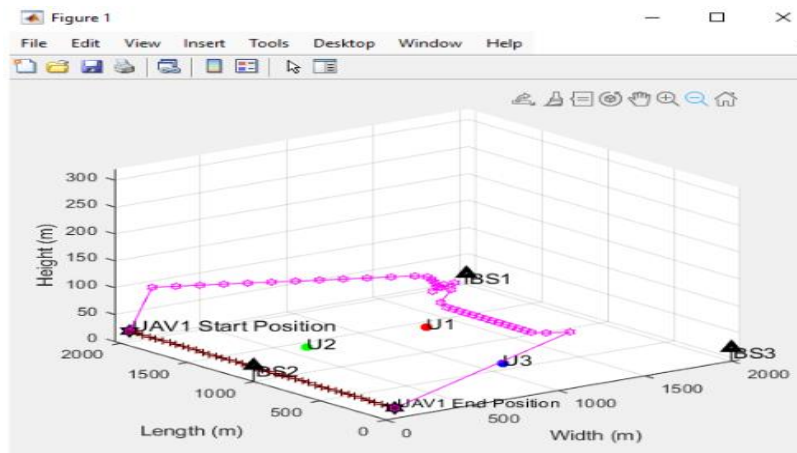 Figure 1
File Edit View Insert Tools Desktop Window Help
300
250
200
150
100
50
0
Height (m)
BS1
UAV1 Start Position
U1
U2
BS2
U3
BS3
UAV1 End Position
2000
1500
1000
500
0
Length (m)
0
500
1000
1500
2000
Width (m)